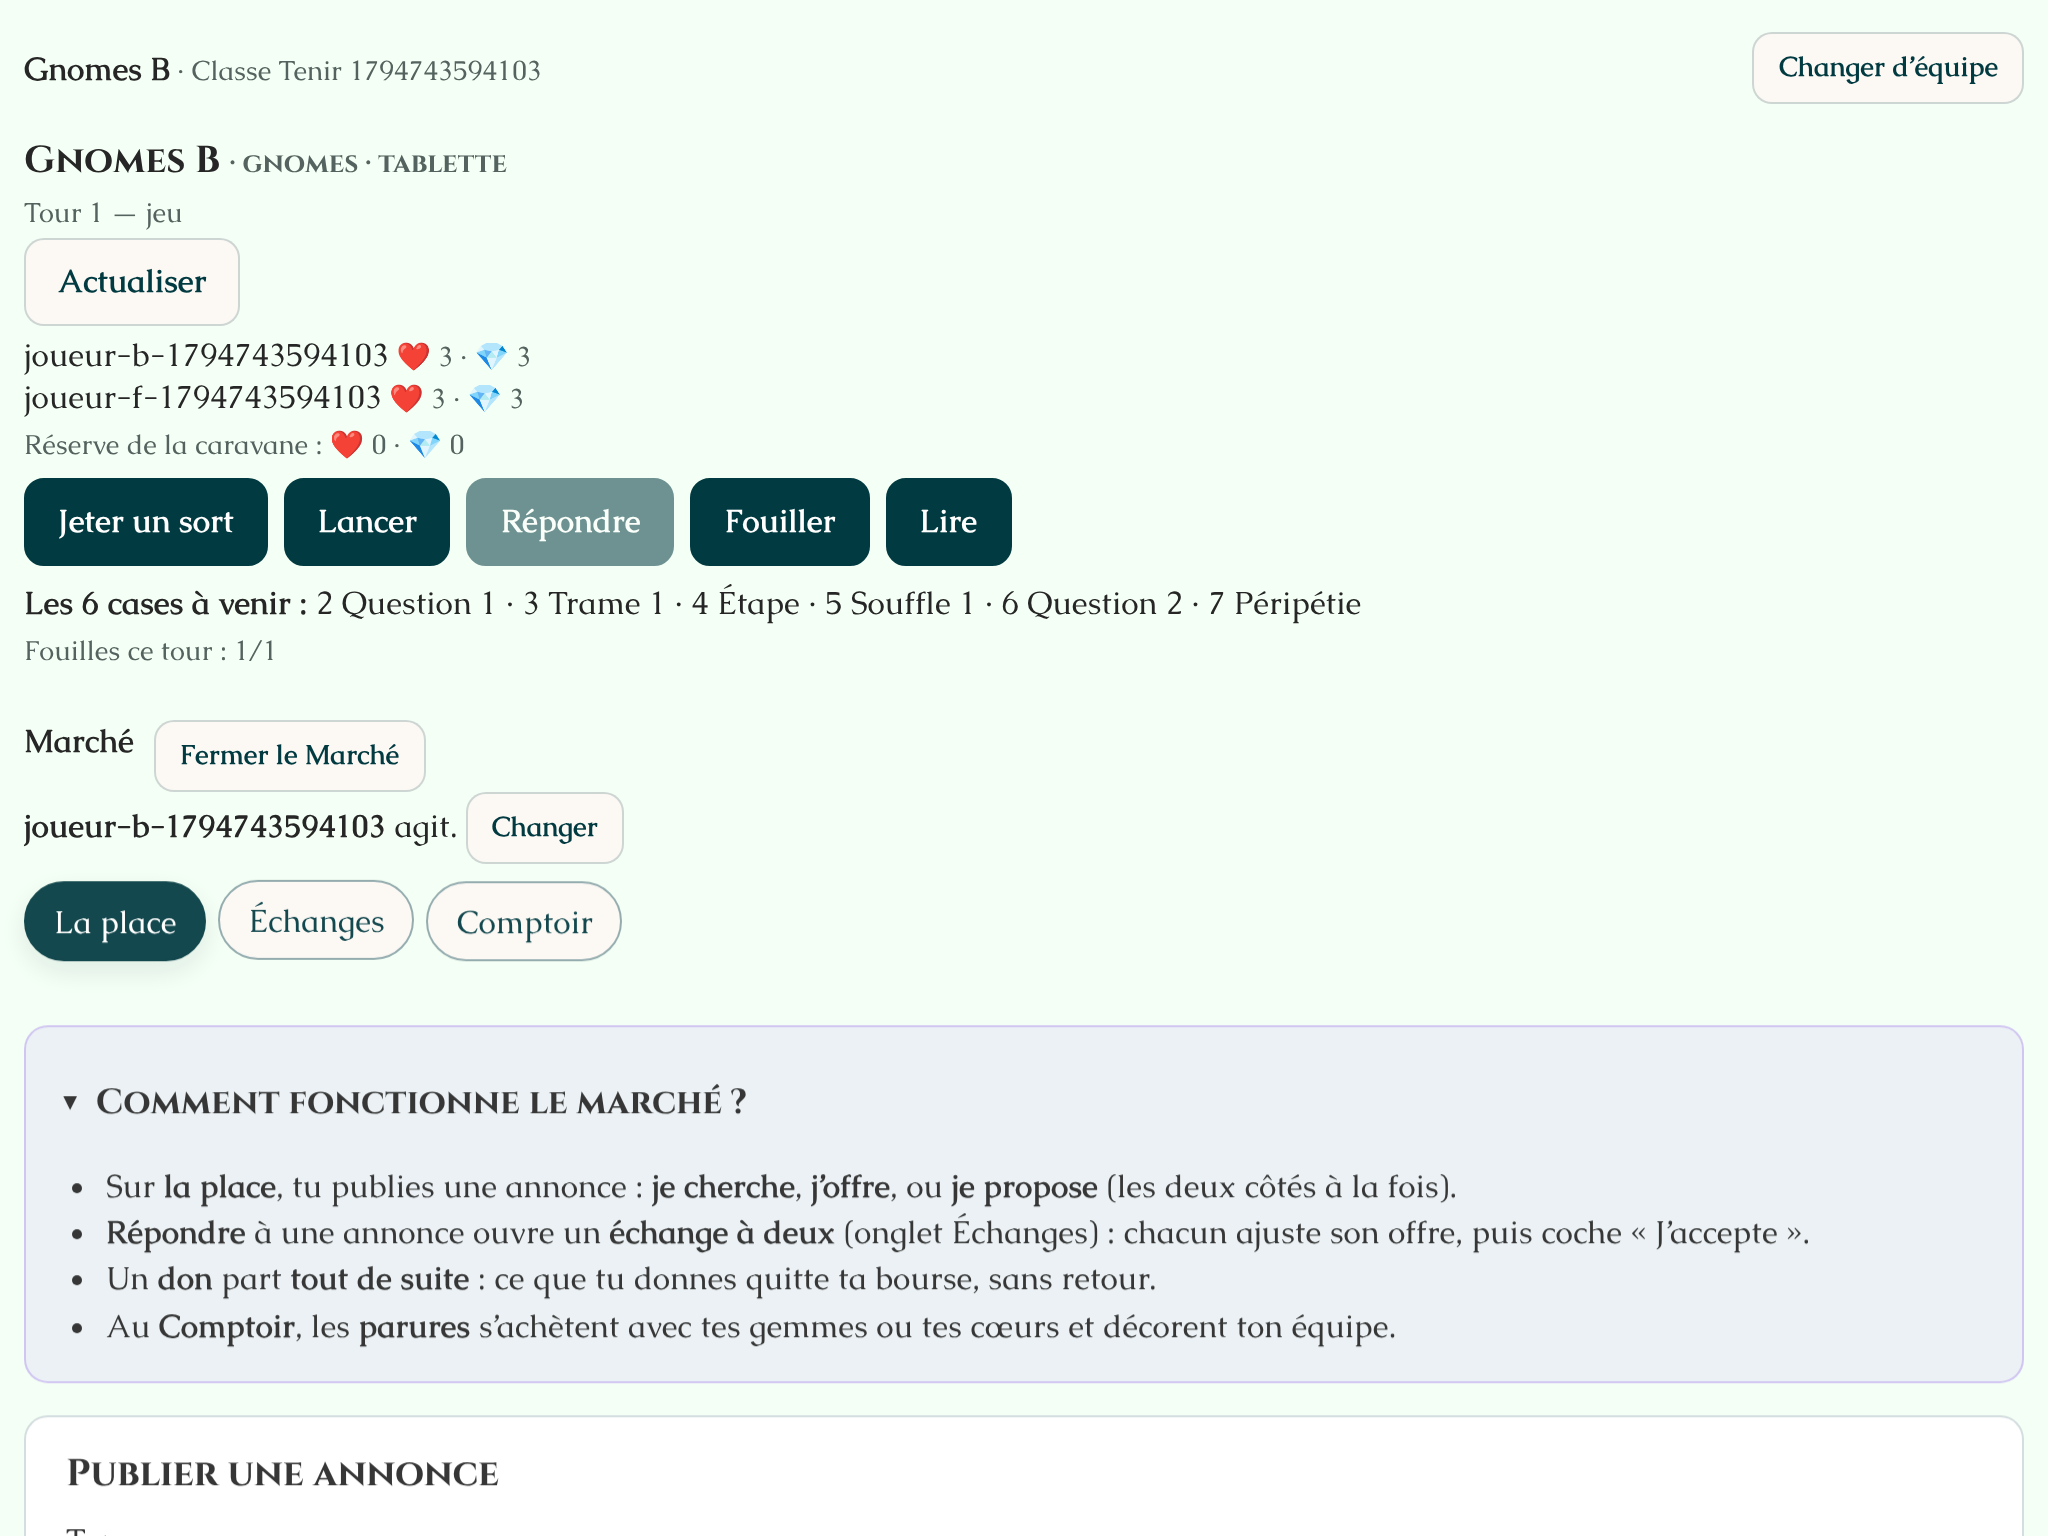 Gnomes B · Classe Tenir 1794743594103
Changer d’équipe
Gnomes B · gnomes · tablette
Tour 1 — jeu
Actualiser
joueur-b-1794743594103 ❤️ 3 · 💎 3
joueur-f-1794743594103 ❤️ 3 · 💎 3
Réserve de la caravane : ❤️ 0 · 💎 0
Jeter un sort Lancer Répondre Fouiller Lire
Les 6 cases à venir : 2 Question 1 · 3 Trame 1 · 4 Étape · 5 Souffle 1 · 6 Question 2 · 7 Péripétie
Fouilles ce tour : 1/1
Marché Fermer le Marché
joueur-b-1794743594103 agit. Changer
La place Échanges Comptoir
▼ Comment fonctionne le marché ?
• Sur la place, tu publies une annonce : je cherche, j’offre, ou je propose (les deux côtés à la fois).
• Répondre à une annonce ouvre un échange à deux (onglet Échanges) : chacun ajuste son offre, puis coche « J’accepte ».
• Un don part tout de suite : ce que tu donnes quitte ta bourse, sans retour.
• Au Comptoir, les parures s’achètent avec tes gemmes ou tes cœurs et décorent ton équipe.
Publier une annonce